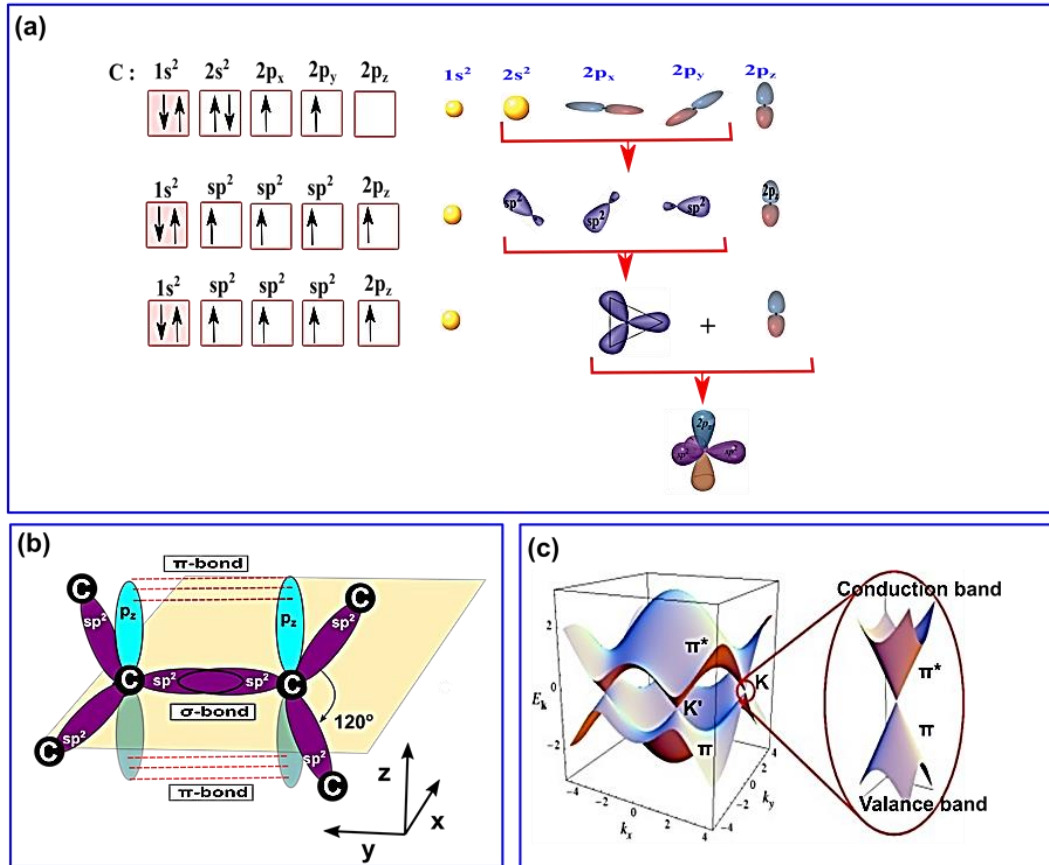 (a)
C : 1s² 2s² 2pₓ 2pᵧ 2p_z
1s² 2s² 2pₓ 2pᵧ 2p_z
1s² sp² sp² sp² 2p_z
sp² sp² sp² 2p_z
1s² sp² sp² sp² 2p_z
+
2p_z
sp² sp²
(b)
π-bond
C C
sp² p_z p_z sp²
C sp² sp² C
σ-bond
120°
sp² sp²
C C
π-bond
z
x
y
(c)
Conduction band
2
π*
π*
K
E_k 0
K'
π
π
-2
4
2
0
k_y
-2
-4
-4 -2 0 2 4
k_x
Valance band